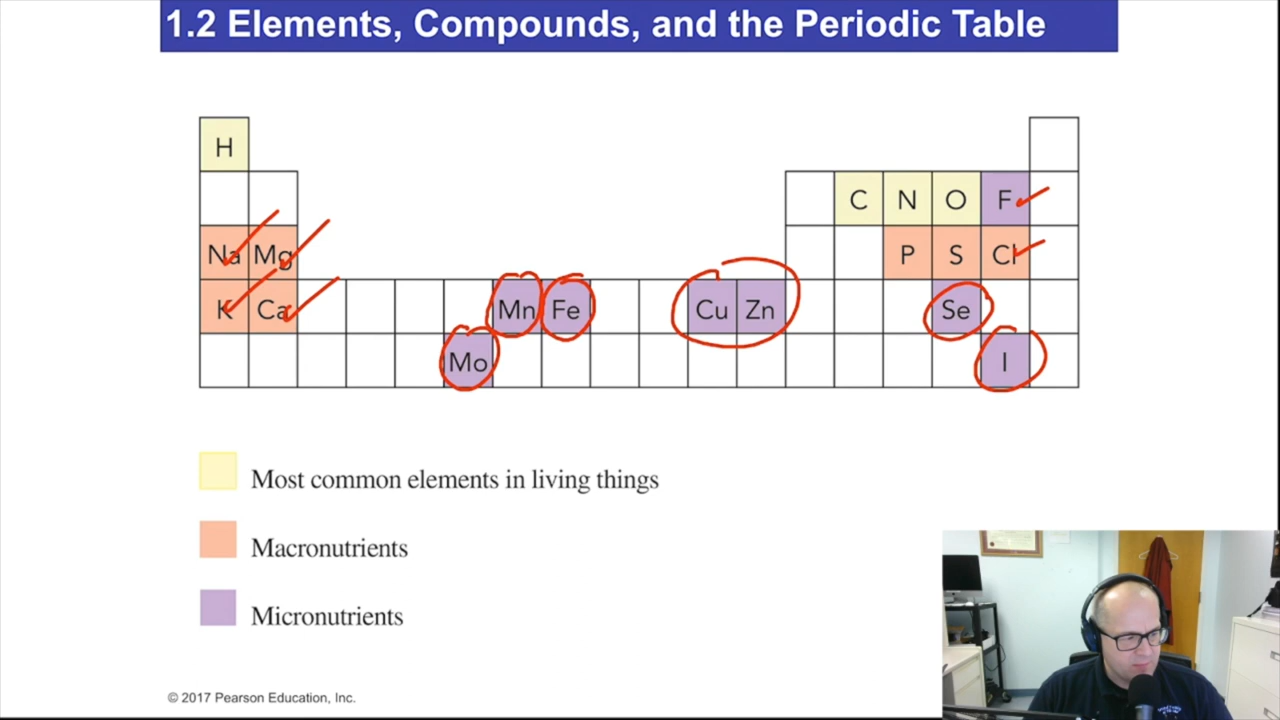 1.2 Elements, Compounds, and the Periodic Table
H
C N O F
Na Mg P S Cl
K Ca Mn Fe Cu Zn Se
Mo I
Most common elements in living things
Macronutrients
Micronutrients
© 2017 Pearson Education, Inc.